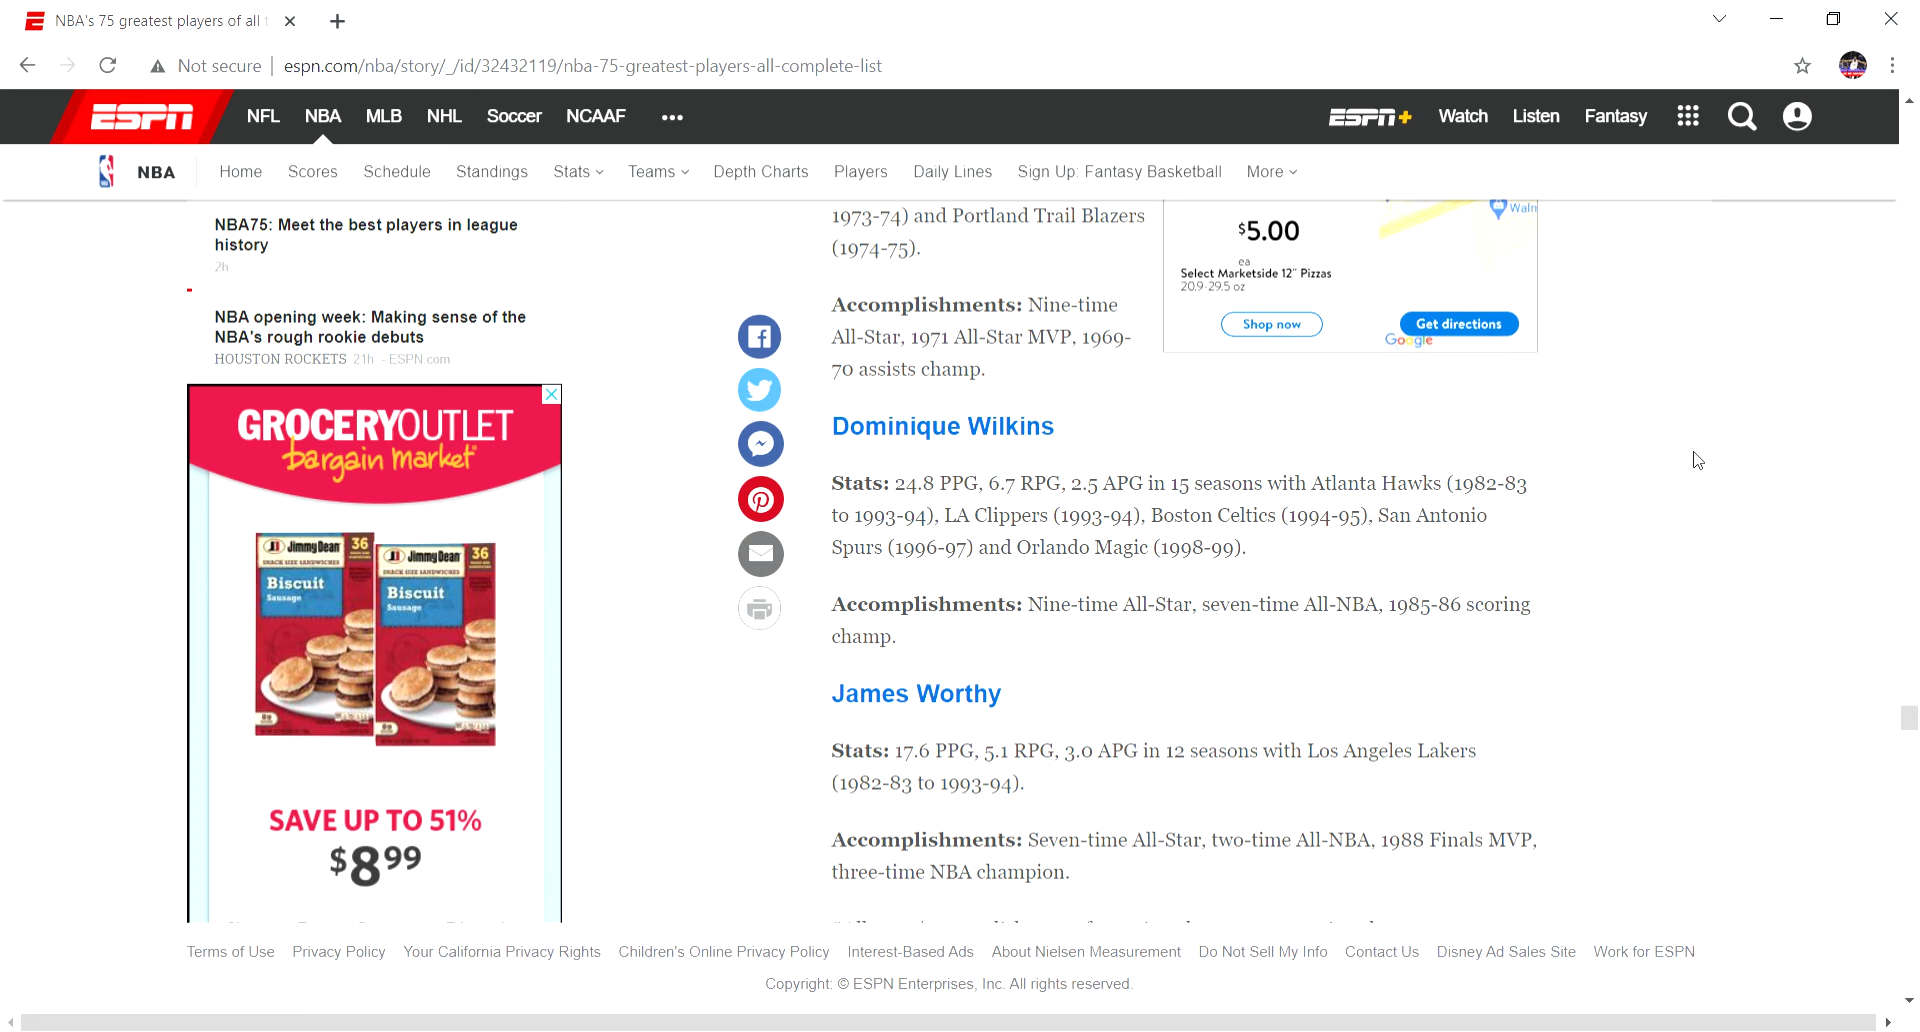 NBA's 75 greatest players of all t
Not secure
espn.com/nba/story/_/id/32432119/nba-75-greatest-players-all-complete-list
ESPN
NFL NBA MLB NHL Soccer NCAAF
ESPN+ Watch Listen Fantasy
NBA Home Scores Schedule Standings Stats Teams Depth Charts Players Daily Lines Sign Up: Fantasy Basketball More
NBA75: Meet the best players in league
history
2h
NBA opening week: Making sense of the
NBA's rough rookie debuts
HOUSTON ROCKETS 21h - ESPN.com
GROCERYOUTLET
bargain market
JimmyDean 36
SNACK SIZE SANDWICHES
Biscuit
Sausage
JimmyDean 36
SNACK SIZE SANDWICHES
Biscuit
Sausage
SAVE UP TO 51%
$899
1973-74) and Portland Trail Blazers
(1974-75).
Accomplishments: Nine-time
All-Star, 1971 All-Star MVP, 1969-
70 assists champ.
$5.00
ea
Select Marketside 12" Pizzas
20.9-29.5 oz
Shop now
Walm
Get directions
Google
Dominique Wilkins
Stats: 24.8 PPG, 6.7 RPG, 2.5 APG in 15 seasons with Atlanta Hawks (1982-83
to 1993-94), LA Clippers (1993-94), Boston Celtics (1994-95), San Antonio
Spurs (1996-97) and Orlando Magic (1998-99).
Accomplishments: Nine-time All-Star, seven-time All-NBA, 1985-86 scoring
champ.
James Worthy
Stats: 17.6 PPG, 5.1 RPG, 3.0 APG in 12 seasons with Los Angeles Lakers
(1982-83 to 1993-94).
Accomplishments: Seven-time All-Star, two-time All-NBA, 1988 Finals MVP,
three-time NBA champion.
Terms of Use Privacy Policy Your California Privacy Rights Children's Online Privacy Policy Interest-Based Ads About Nielsen Measurement Do Not Sell My Info Contact Us Disney Ad Sales Site Work for ESPN
Copyright: © ESPN Enterprises, Inc. All rights reserved.